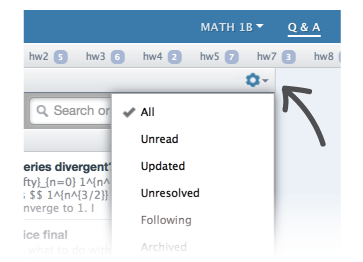 MATH 1B Q & A
hw2 5 hw3 6 hw4 2 hw5 7 hw7 3 hw8
Search or
All
Unread
Updated
Unresolved
Following
Archived
eries divergent
fty}_{n=0} 1^{n^
s $$ 1^{n^{3/2}}
nverge to 1. I
ice final
what to do with